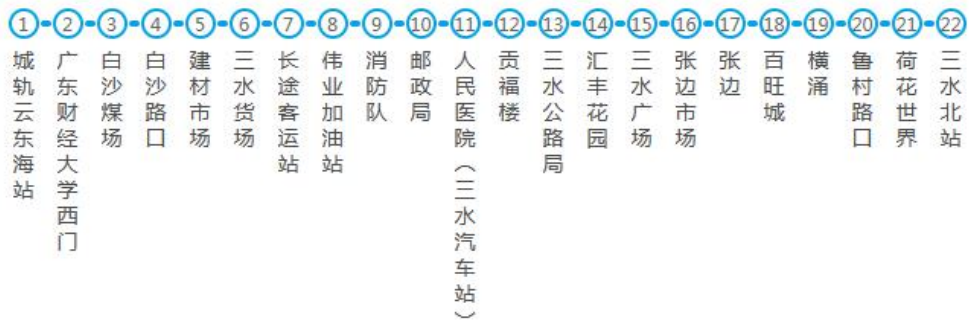 1 2 3 4 5 6 7 8 9 10 11 12 13 14 15 16 17 18 19 20 21 22
城轨云东海站
广东财经大学西门
白沙煤场
白沙路口
建材市场
三水货场
长途客运站
伟业加油站
消防队
邮政局
人民医院（三水汽车站）
贡福楼
三水公路局
汇丰花园
三水广场
张边市场
张边
百旺城
横涌
鲁村路口
荷花世界
三水北站